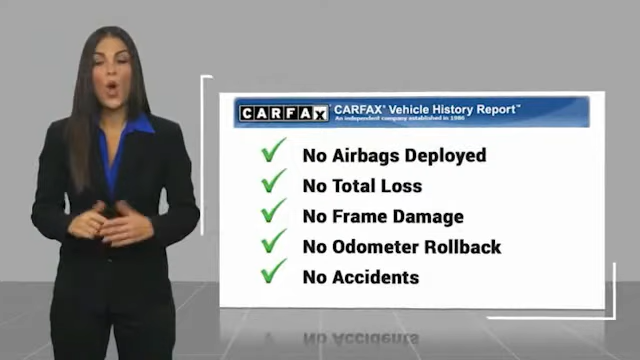 CARFAX CARFAX® Vehicle History Report™
An independent company established in 1986
No Airbags Deployed
No Total Loss
No Frame Damage
No Odometer Rollback
No Accidents